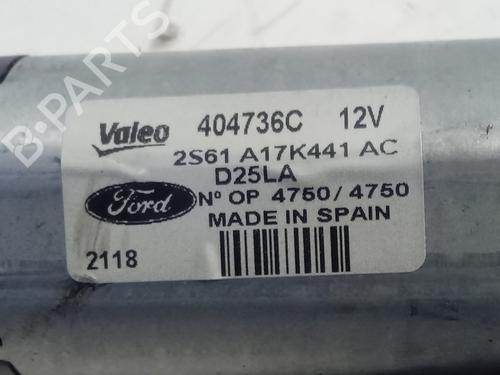 Valeo 404736C 12V
2S61 A17K441 AC
D25LA
Ford Nº OP 4750/4750
MADE IN SPAIN
2118
B-PARTS